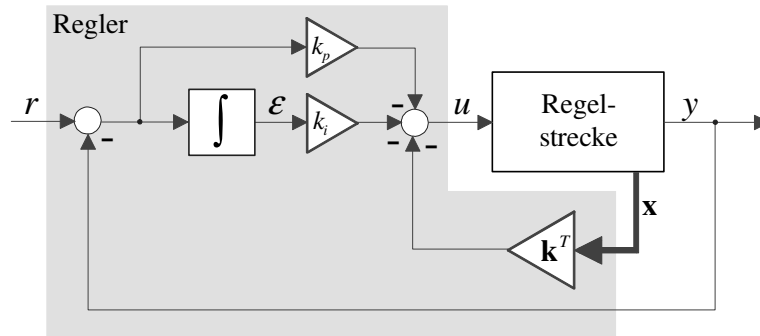 Regler
k_p
r
-
∫
ε
k_i
-
-
-
u
Regel-
strecke
y
x
k^T